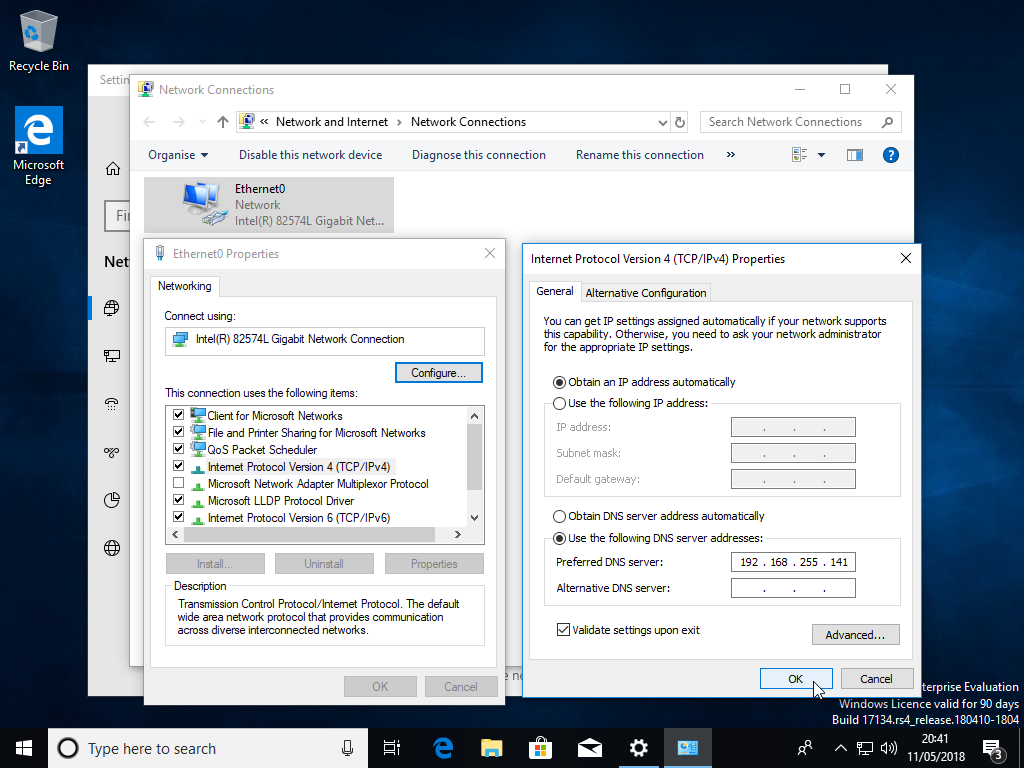 Recycle Bin
Microsoft
Edge
Settin
Fi
Net
Network Connections
« Network and Internet > Network Connections
Search Network Connections
Organise
Disable this network device
Diagnose this connection
Rename this connection
»
Ethernet0
Network
Intel(R) 82574L Gigabit Net...
Ethernet0 Properties
Networking
Connect using:
Intel(R) 82574L Gigabit Network Connection
Configure...
This connection uses the following items:
Client for Microsoft Networks
File and Printer Sharing for Microsoft Networks
QoS Packet Scheduler
Internet Protocol Version 4 (TCP/IPv4)
Microsoft Network Adapter Multiplexor Protocol
Microsoft LLDP Protocol Driver
Internet Protocol Version 6 (TCP/IPv6)
Install...
Uninstall
Properties
Description
Transmission Control Protocol/Internet Protocol. The default
wide area network protocol that provides communication
across diverse interconnected networks.
OK
Cancel
Internet Protocol Version 4 (TCP/IPv4) Properties
General
Alternative Configuration
You can get IP settings assigned automatically if your network supports
this capability. Otherwise, you need to ask your network administrator
for the appropriate IP settings.
Obtain an IP address automatically
Use the following IP address:
IP address:
Subnet mask:
Default gateway:
Obtain DNS server address automatically
Use the following DNS server addresses:
Preferred DNS server:
192 . 168 . 255 . 141
Alternative DNS server:
Validate settings upon exit
Advanced...
OK
Cancel
terprise Evaluation
Windows Licence valid for 90 days
Build 17134.rs4_release.180410-1804
Type here to search
20:41
11/05/2018
3